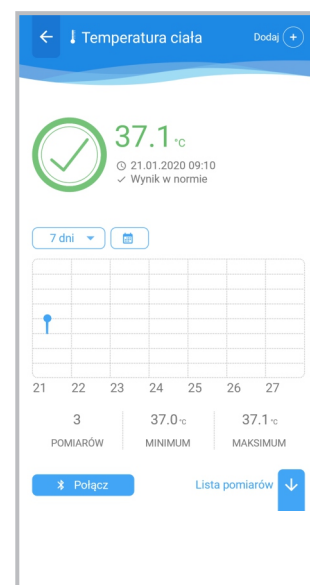 Temperatura ciała
Dodaj
37.1 °C
21.01.2020 09:10
Wynik w normie
7 dni
21 22 23 24 25 26 27
3 37.0 °C 37.1 °C
POMIARÓW MINIMUM MAKSIMUM
Połącz
Lista pomiarów